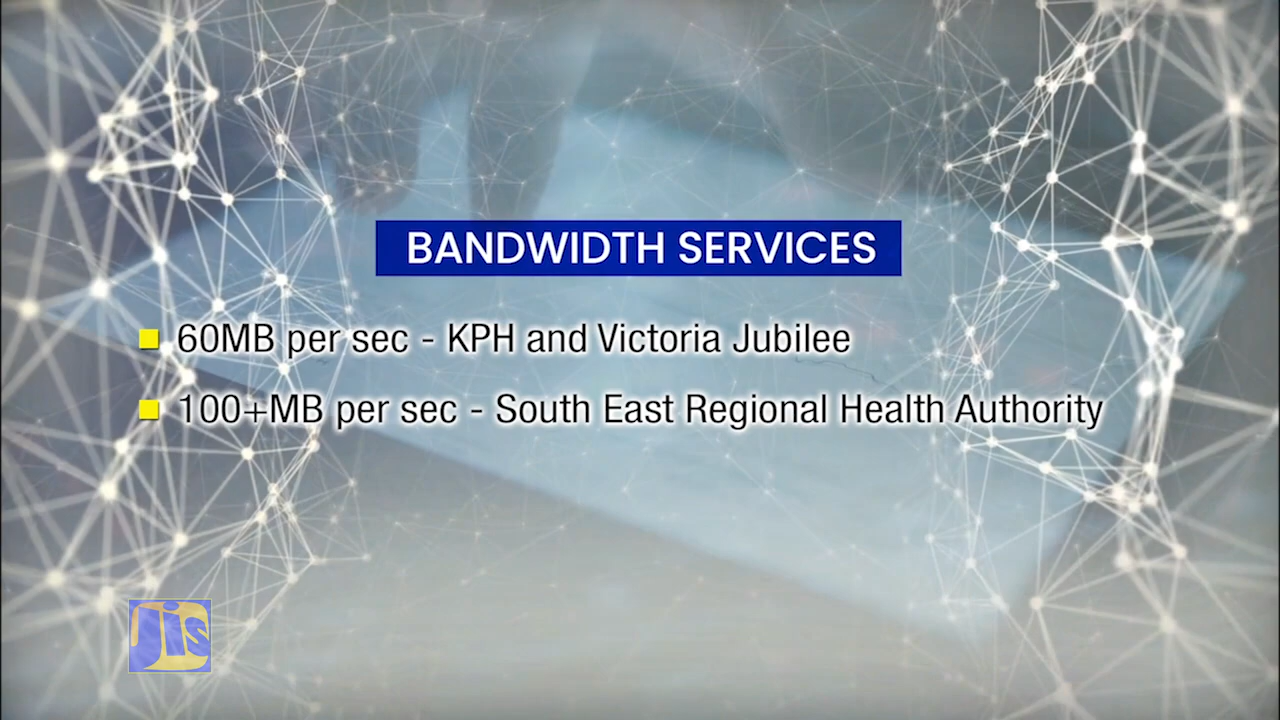 BANDWIDTH SERVICES
60MB per sec - KPH and Victoria Jubilee
100+MB per sec - South East Regional Health Authority
Jis